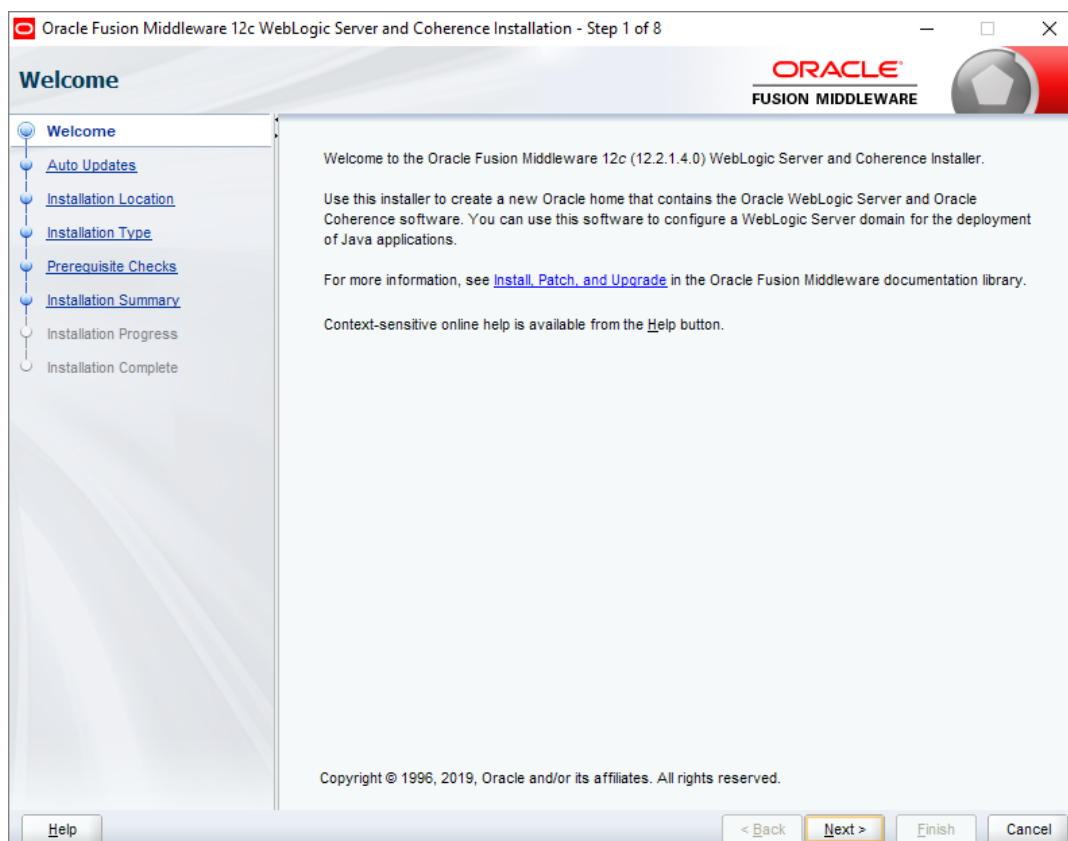 Oracle Fusion Middleware 12c WebLogic Server and Coherence Installation - Step 1 of 8
Welcome
ORACLE®
FUSION MIDDLEWARE
Welcome
Auto Updates
Installation Location
Installation Type
Prerequisite Checks
Installation Summary
Installation Progress
Installation Complete
Welcome to the Oracle Fusion Middleware 12c (12.2.1.4.0) WebLogic Server and Coherence Installer.
Use this installer to create a new Oracle home that contains the Oracle WebLogic Server and Oracle
Coherence software. You can use this software to configure a WebLogic Server domain for the deployment
of Java applications.
For more information, see Install, Patch, and Upgrade in the Oracle Fusion Middleware documentation library.
Context-sensitive online help is available from the Help button.
Copyright © 1996, 2019, Oracle and/or its affiliates. All rights reserved.
Help
< Back
Next >
Finish
Cancel